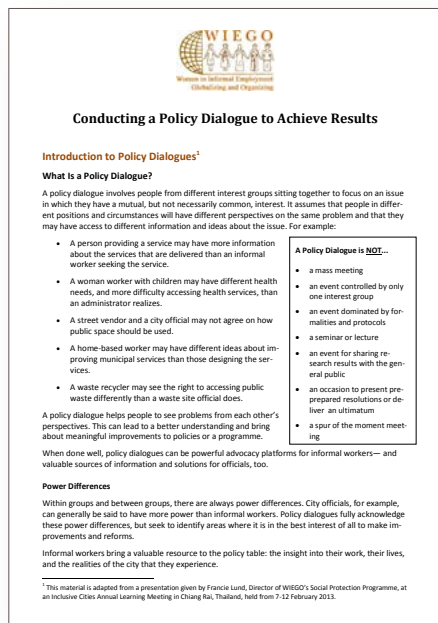 WIEGO
Women in Informal Employment
Globalizing and Organizing
Conducting a Policy Dialogue to Achieve Results
Introduction to Policy Dialogues1
What Is a Policy Dialogue?
A policy dialogue involves people from different interest groups sitting together to focus on an issue
in which they have a mutual, but not necessarily common, interest. It assumes that people in differ-
ent positions and circumstances will have different perspectives on the same problem and that they
may have access to different information and ideas about the issue. For example:
• A person providing a service may have more information
about the services that are delivered than an informal
worker seeking the service.
• A woman worker with children may have different health
needs, and more difficulty accessing health services, than
an administrator realizes.
• A street vendor and a city official may not agree on how
public space should be used.
• A home-based worker may have different ideas about im-
proving municipal services than those designing the ser-
vices.
• A waste recycler may see the right to accessing public
waste differently than a waste site official does.
A policy dialogue helps people to see problems from each other's
perspectives. This can lead to a better understanding and bring
about meaningful improvements to policies or a programme.
A Policy Dialogue is NOT...
• a mass meeting
• an event controlled by only
one interest group
• an event dominated by for-
malities and protocols
• a seminar or lecture
• an event for sharing re-
search results with the gen-
eral public
• an occasion to present pre-
prepared resolutions or de-
liver an ultimatum
• a spur of the moment meet-
ing
When done well, policy dialogues can be powerful advocacy platforms for informal workers— and
valuable sources of information and solutions for officials, too.
Power Differences
Within groups and between groups, there are always power differences. City officials, for example,
can generally be said to have more power than informal workers. Policy dialogues fully acknowledge
these power differences, but seek to identify areas where it is in the best interest of all to make im-
provements and reforms.
Informal workers bring a valuable resource to the policy table: the insight into their work, their lives,
and the realities of the city that they experience.
1 This material is adapted from a presentation given by Francie Lund, Director of WIEGO's Social Protection Programme, at
an Inclusive Cities Annual Learning Meeting in Chiang Rai, Thailand, held from 7-12 February 2013.